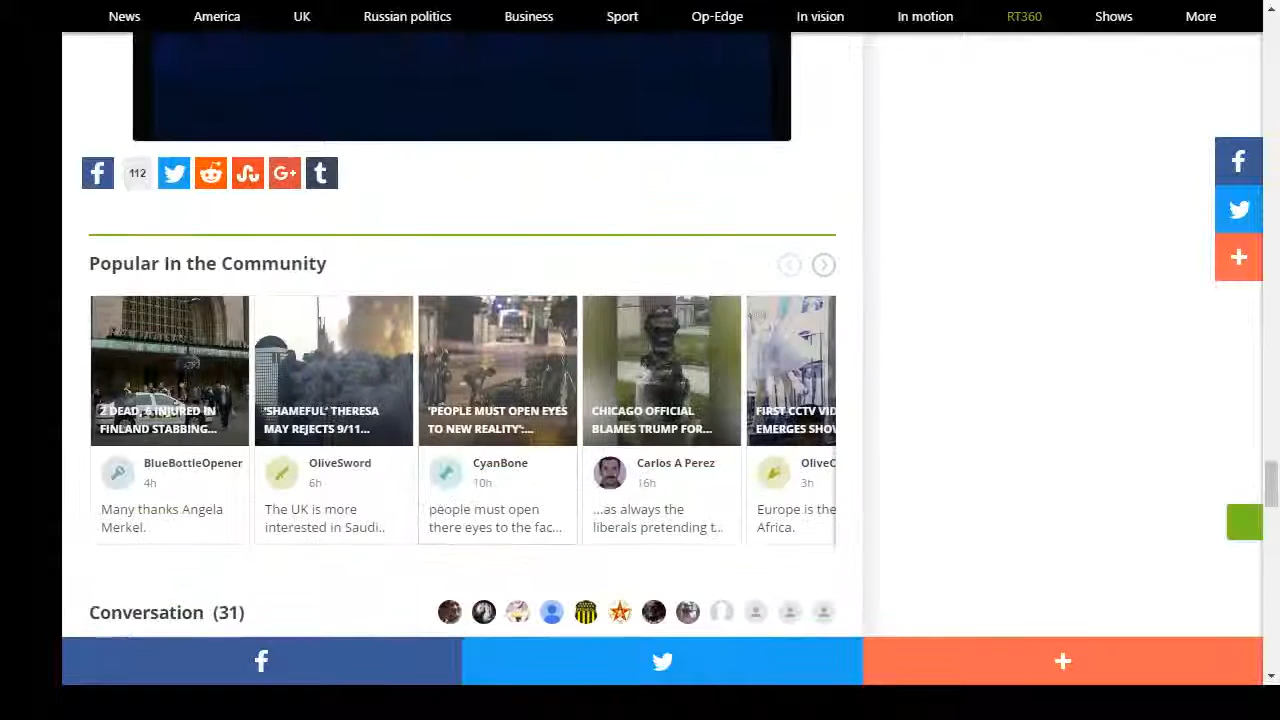 News America UK Russian politics Business Sport Op-Edge In vision In motion RT360 Shows More
f 112 G+ t
f
Popular In the Community
2 DEAD, 6 INJURED IN
FINLAND STABBING...
'SHAMEFUL' THERESA
MAY REJECTS 9/11...
'PEOPLE MUST OPEN EYES
TO NEW REALITY':...
CHICAGO OFFICIAL
BLAMES TRUMP FOR...
FIRST CCTV VID
EMERGES SHOW
BlueBottleOpener
4h
Many thanks Angela
Merkel.
OliveSword
6h
The UK is more
interested in Saudi..
CyanBone
10h
people must open
there eyes to the fac...
Carlos A Perez
16h
...as always the
liberals pretending t...
OliveC
3h
Europe is the
Africa.
Conversation (31)
f